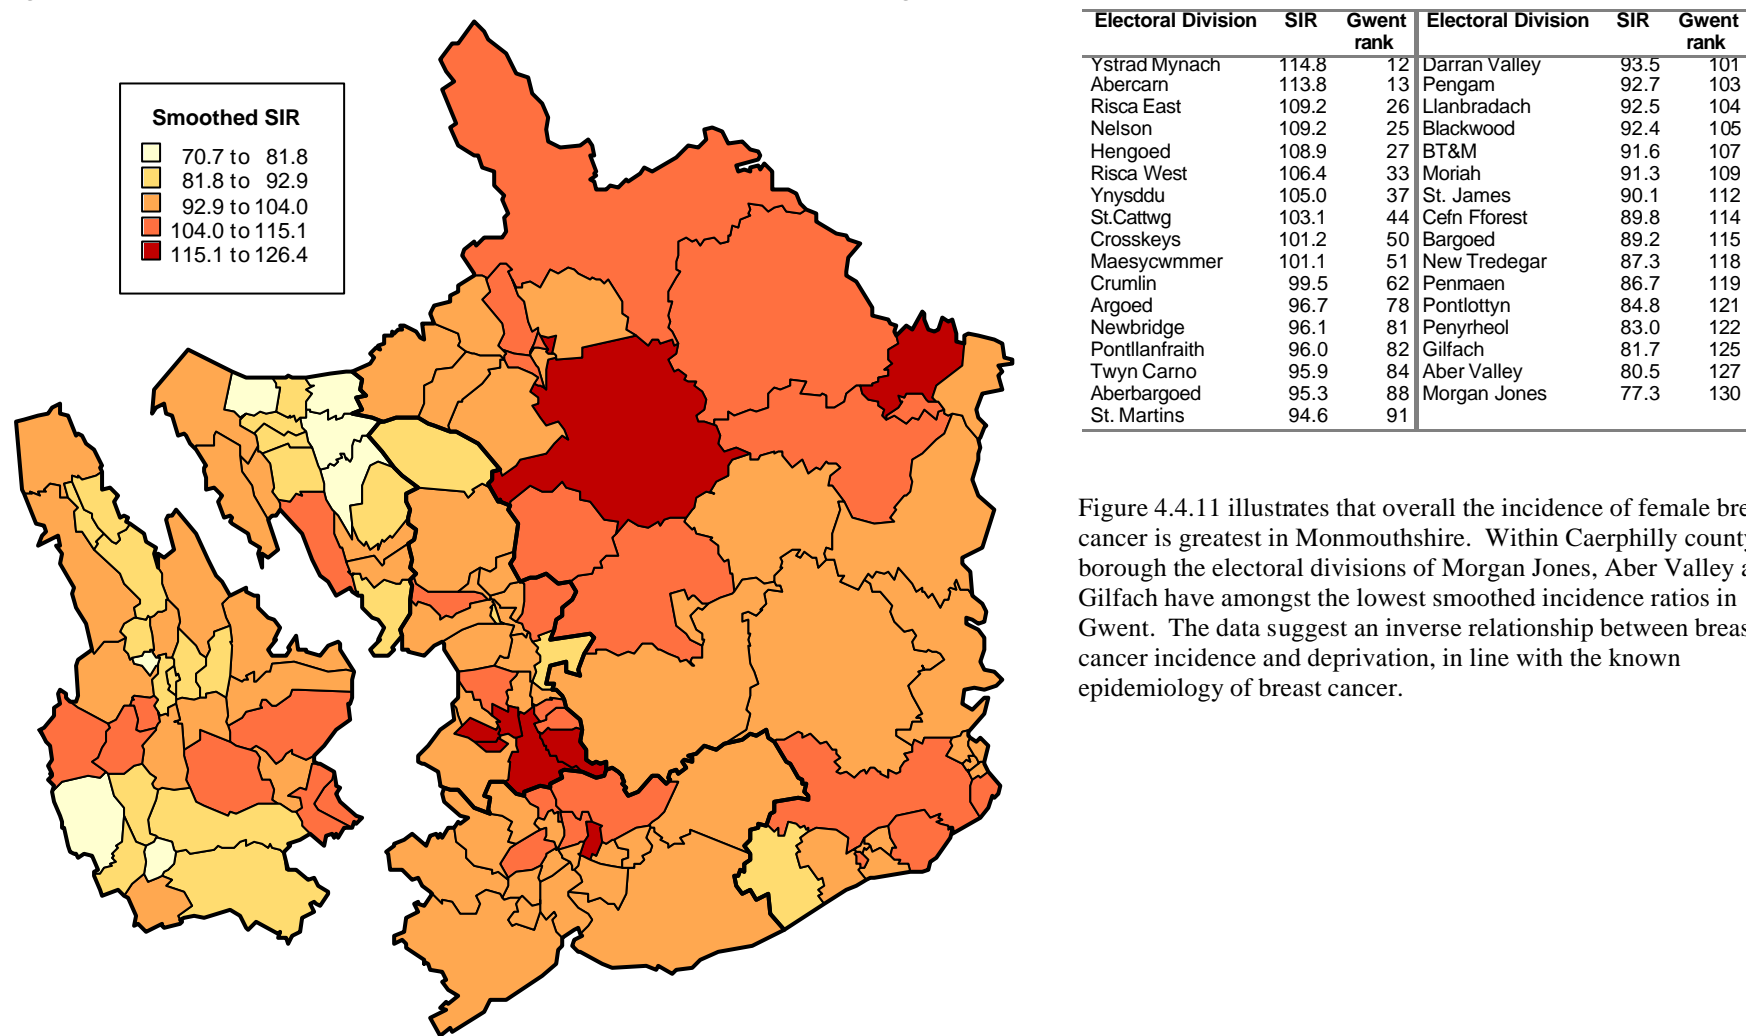 Smoothed SIR
70.7 to 81.8
81.8 to 92.9
92.9 to 104.0
104.0 to 115.1
115.1 to 126.4
Electoral Division SIR Gwent rank Electoral Division SIR Gwent rank
Ystrad Mynach 114.8 12 Darran Valley 93.5 101
Abercarn 113.8 13 Pengam 92.7 103
Risca East 109.2 26 Llanbradach 92.5 104
Nelson 109.2 25 Blackwood 92.4 105
Hengoed 108.9 27 BT&M 91.6 107
Risca West 106.4 33 Moriah 91.3 109
Ynysddu 105.0 37 St. James 90.1 112
St.Cattwg 103.1 44 Cefn Fforest 89.8 114
Crosskeys 101.2 50 Bargoed 89.2 115
Maesycwmmer 101.1 51 New Tredegar 87.3 118
Crumlin 99.5 62 Penmaen 86.7 119
Argoed 96.7 78 Pontlottyn 84.8 121
Newbridge 96.1 81 Penyrheol 83.0 122
Pontllanfraith 96.0 82 Gilfach 81.7 125
Twyn Carno 95.9 84 Aber Valley 80.5 127
Aberbargoed 95.3 88 Morgan Jones 77.3 130
St. Martins 94.6 91
Figure 4.4.11 illustrates that overall the incidence of female bre
cancer is greatest in Monmouthshire. Within Caerphilly county
borough the electoral divisions of Morgan Jones, Aber Valley a
Gilfach have amongst the lowest smoothed incidence ratios in
Gwent. The data suggest an inverse relationship between breas
cancer incidence and deprivation, in line with the known
epidemiology of breast cancer.